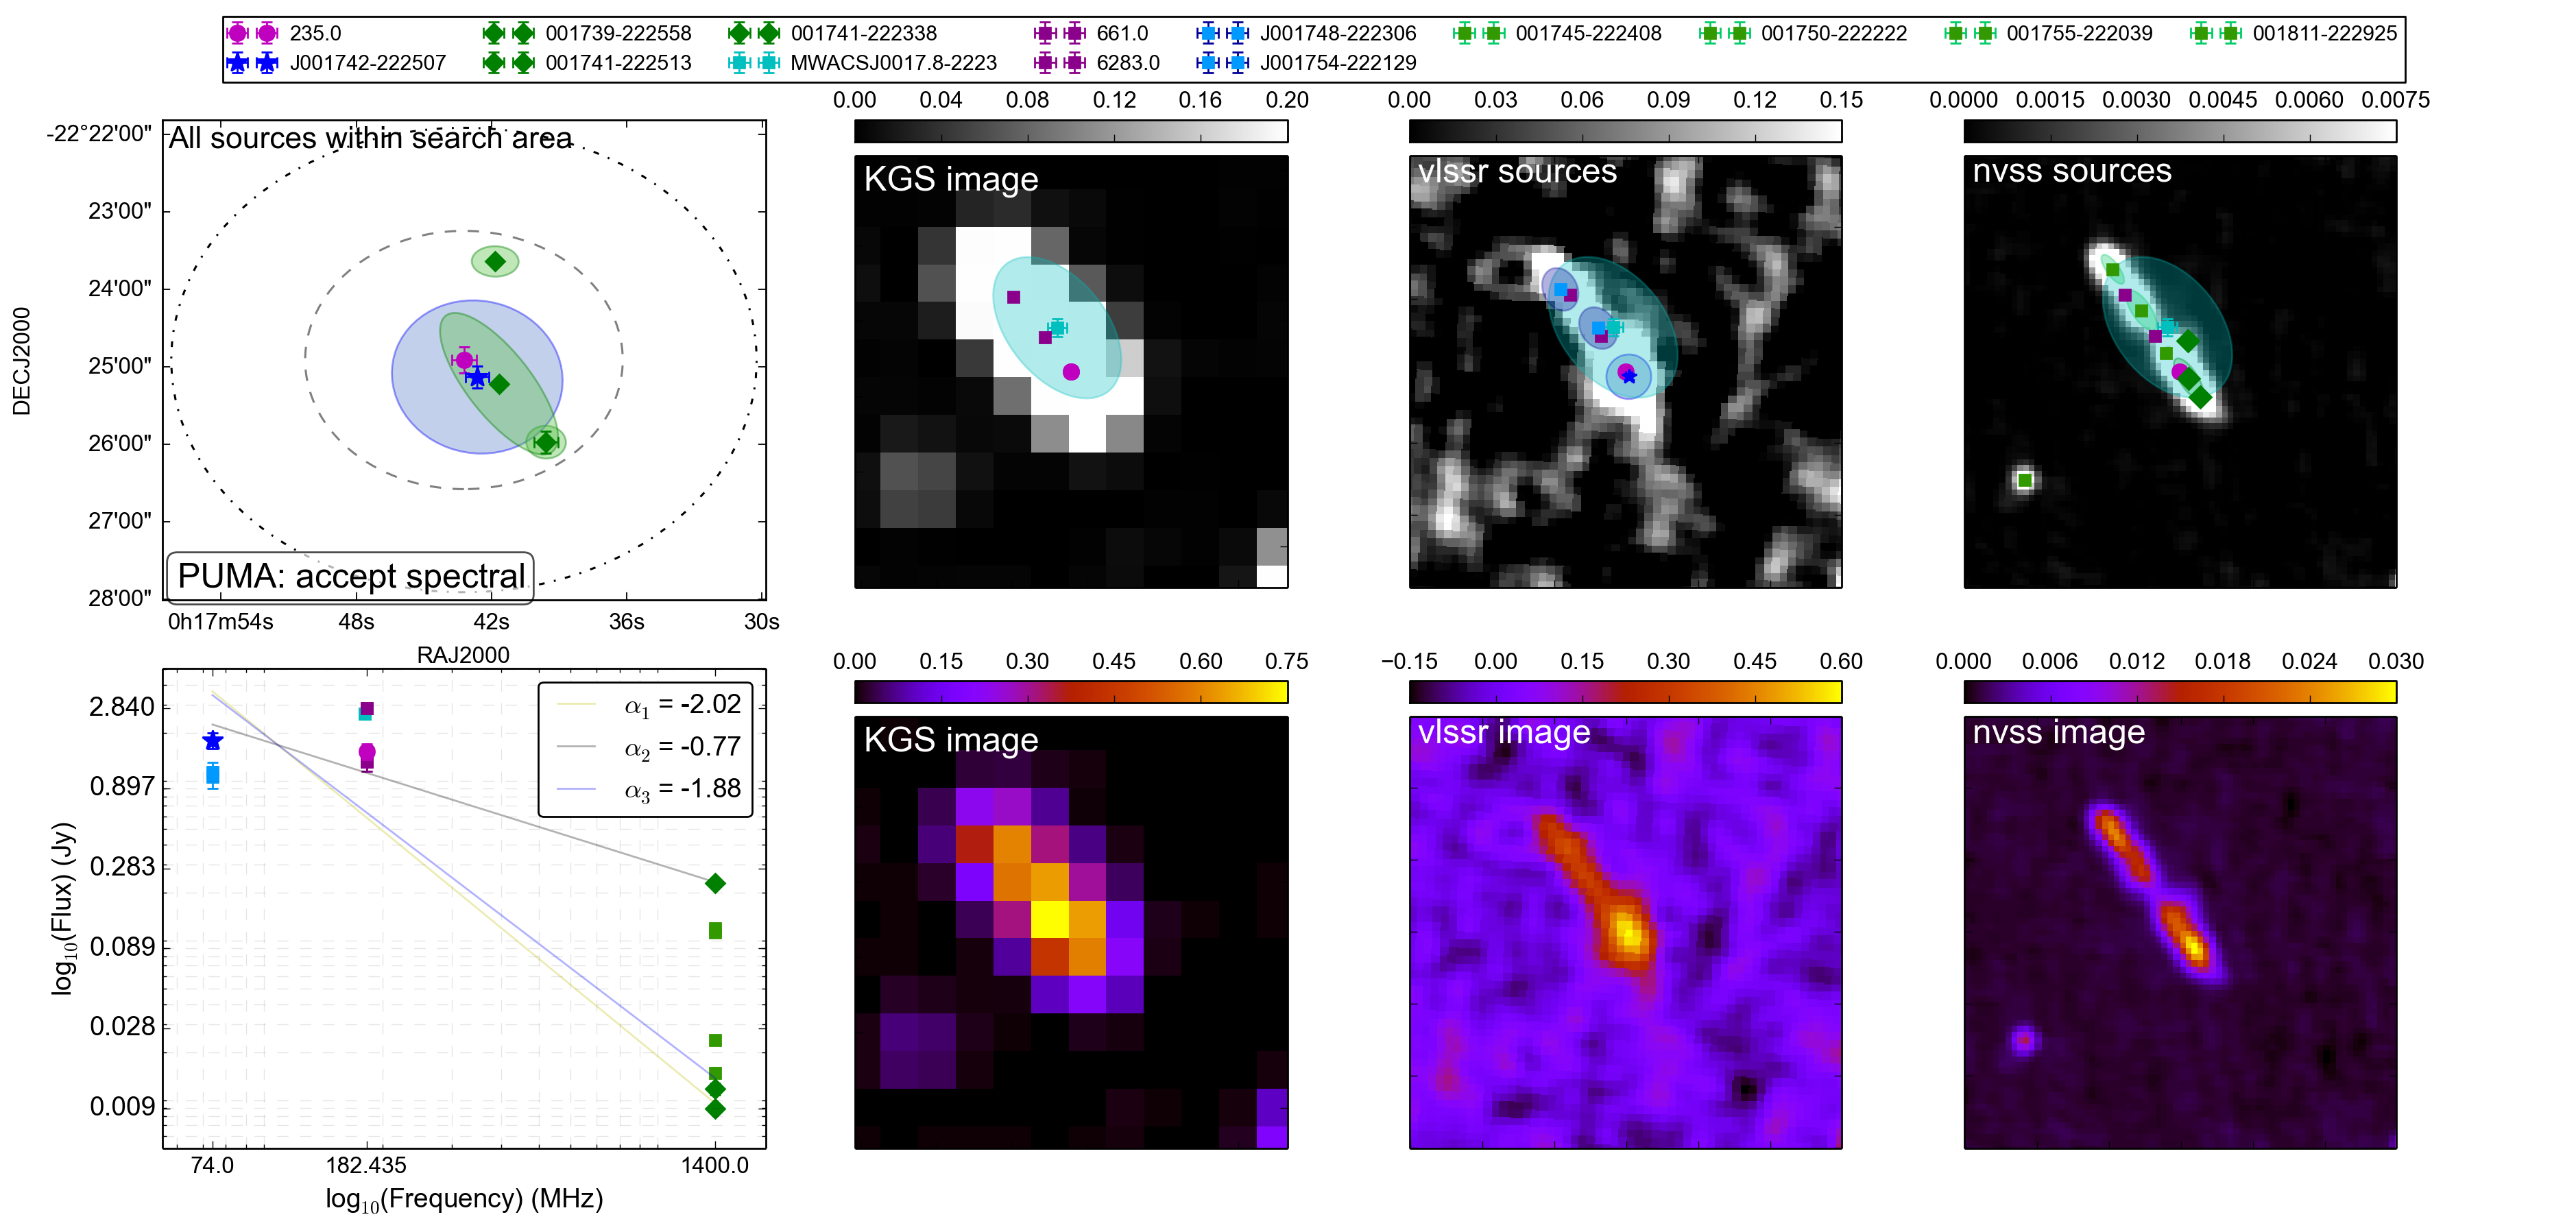 235.0 001739-222558 001741-222338 661.0 J001748-222306 001745-222408 001750-222222 001755-222039 001811-222925
J001742-222507 001741-222513 MWACSJ0017.8-2223 6283.0 J001754-222129
All sources within search area
-22°22'00"
23'00"
24'00"
25'00"
26'00"
27'00"
28'00"
DECJ2000
PUMA: accept spectral
0h17m54s 48s 42s 36s 30s
RAJ2000
0.00 0.04 0.08 0.12 0.16 0.20
KGS image
0.00 0.03 0.06 0.09 0.12 0.15
vlssr sources
0.0000 0.0015 0.0030 0.0045 0.0060 0.0075
nvss sources
2.840
0.897
0.283
0.089
0.028
0.009
log₁₀(Flux) (Jy)
α₁ = -2.02
α₂ = -0.77
α₃ = -1.88
74.0 182.435 1400.0
log₁₀(Frequency) (MHz)
0.00 0.15 0.30 0.45 0.60 0.75
KGS image
−0.15 0.00 0.15 0.30 0.45 0.60
vlssr image
0.000 0.006 0.012 0.018 0.024 0.030
nvss image